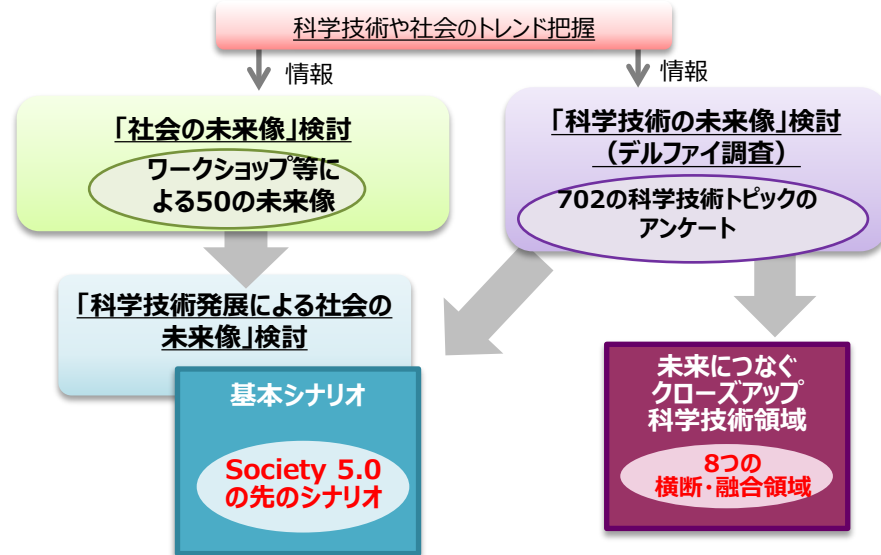 科学技術や社会のトレンド把握
情報
情報
「社会の未来像」検討
ワークショップ等に
よる50の未来像
「科学技術の未来像」検討
（デルファイ調査）
702の科学技術トピックの
アンケート
「科学技術発展による社会の
未来像」検討
基本シナリオ
Society 5.0
の先のシナリオ
未来につなぐ
クローズアップ
科学技術領域
8つの
横断・融合領域